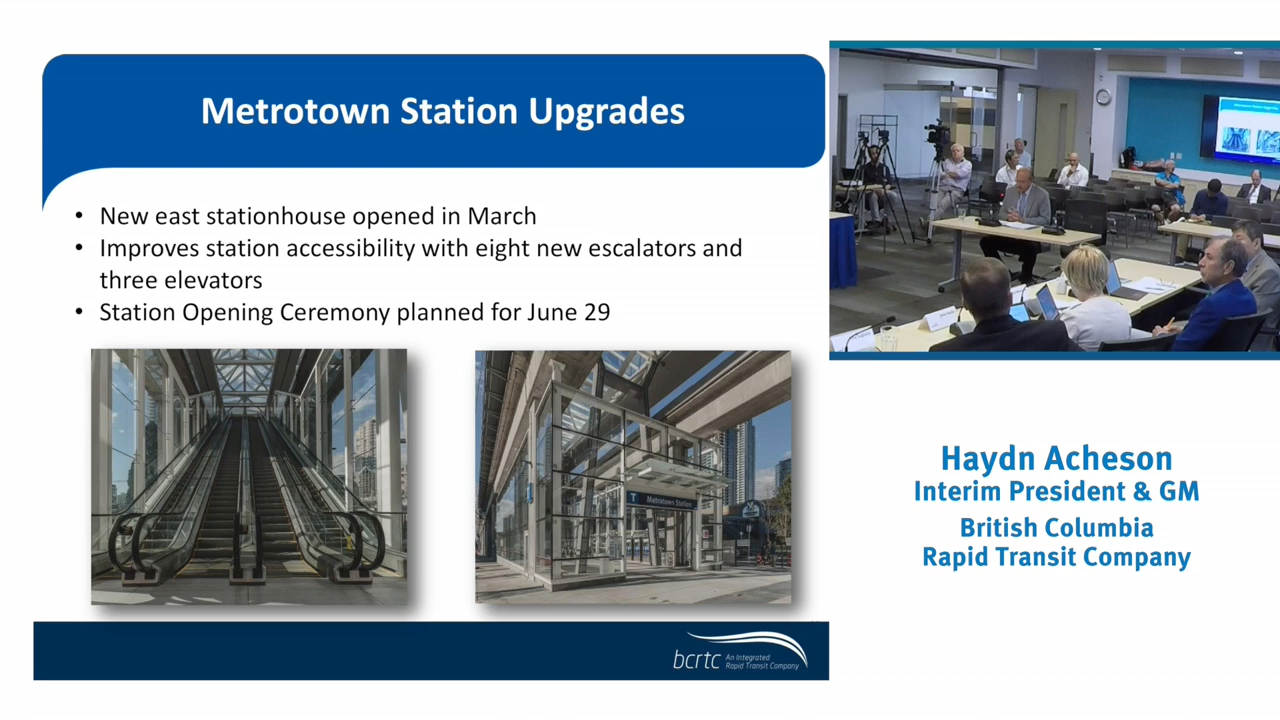 Metrotown Station Upgrades
• New east stationhouse opened in March
• Improves station accessibility with eight new escalators and
three elevators
• Station Opening Ceremony planned for June 29
T Metrotown Station
bcrtc An Integrated
Rapid Transit Company
Haydn Acheson
Interim President & GM
British Columbia
Rapid Transit Company